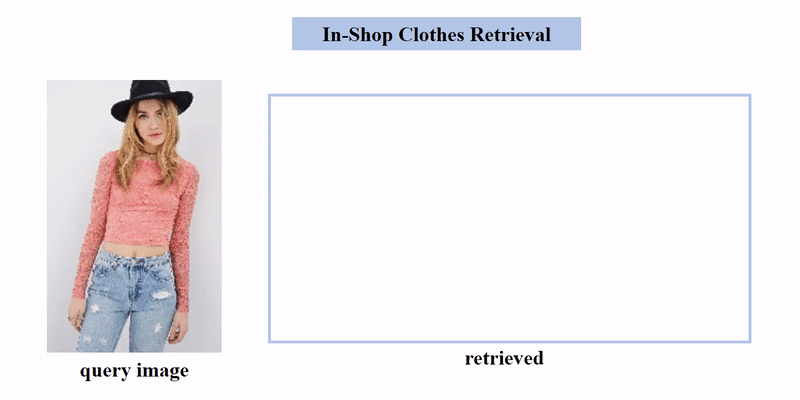 In-Shop Clothes Retrieval
query image
retrieved